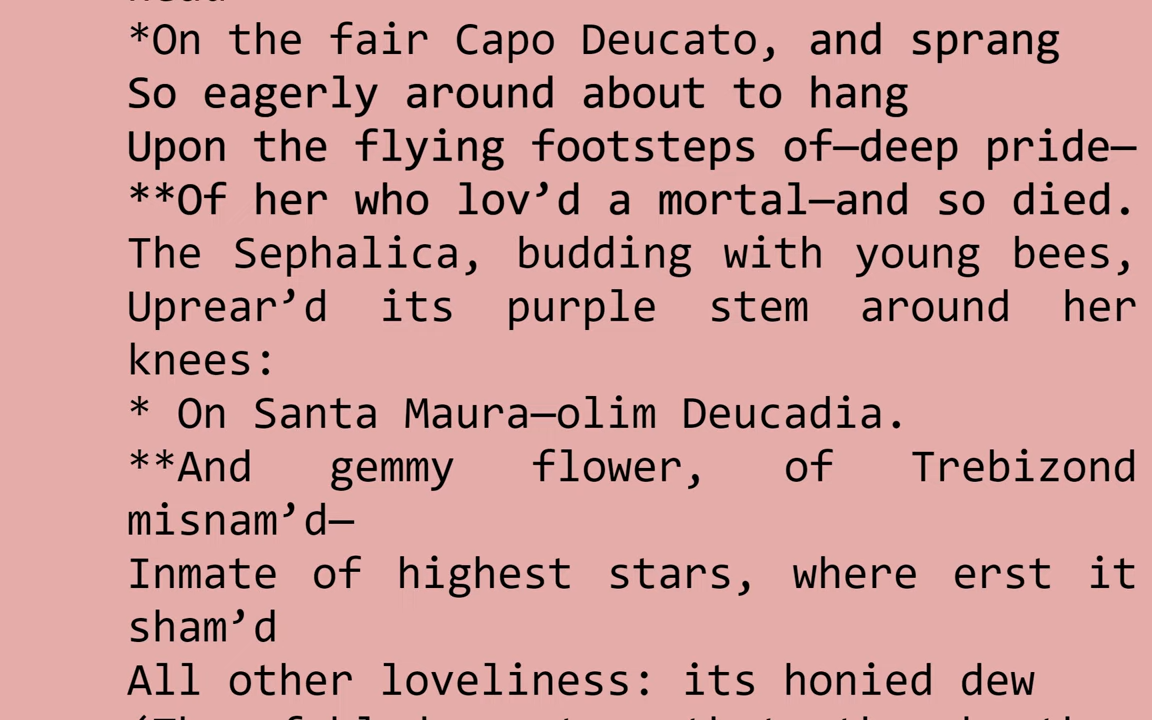 *On the fair Capo Deucato, and sprang
So eagerly around about to hang
Upon the flying footsteps of—deep pride—
**Of her who lov’d a mortal—and so died.
The Sephalica, budding with young bees,
Uprear’d its purple stem around her
knees:
* On Santa Maura—olim Deucadia.
**And gemmy flower, of Trebizond
misnam’d—
Inmate of highest stars, where erst it
sham’d
All other loveliness: its honied dew